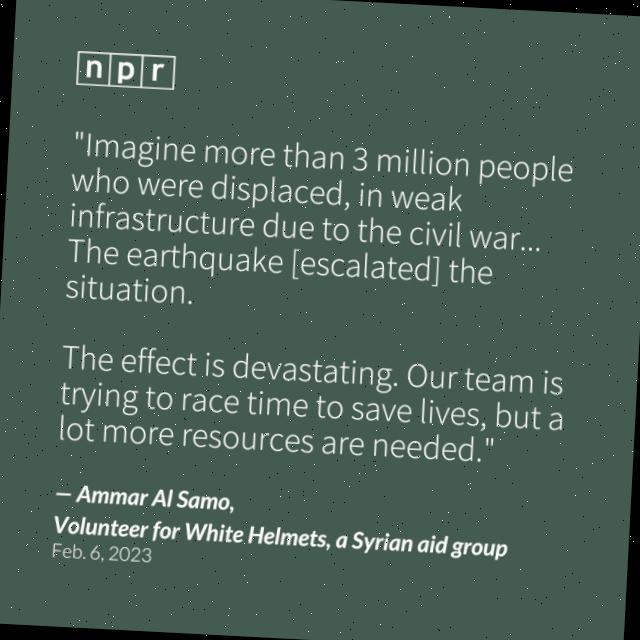 npr
"Imagine more than 3 million people
who were displaced, in weak
infrastructure due to the civil war...
The earthquake [escalated] the
situation.
The effect is devastating. Our team is
trying to race time to save lives, but a
lot more resources are needed."
— Ammar Al Samo,
Volunteer for White Helmets, a Syrian aid group
Feb. 6, 2023